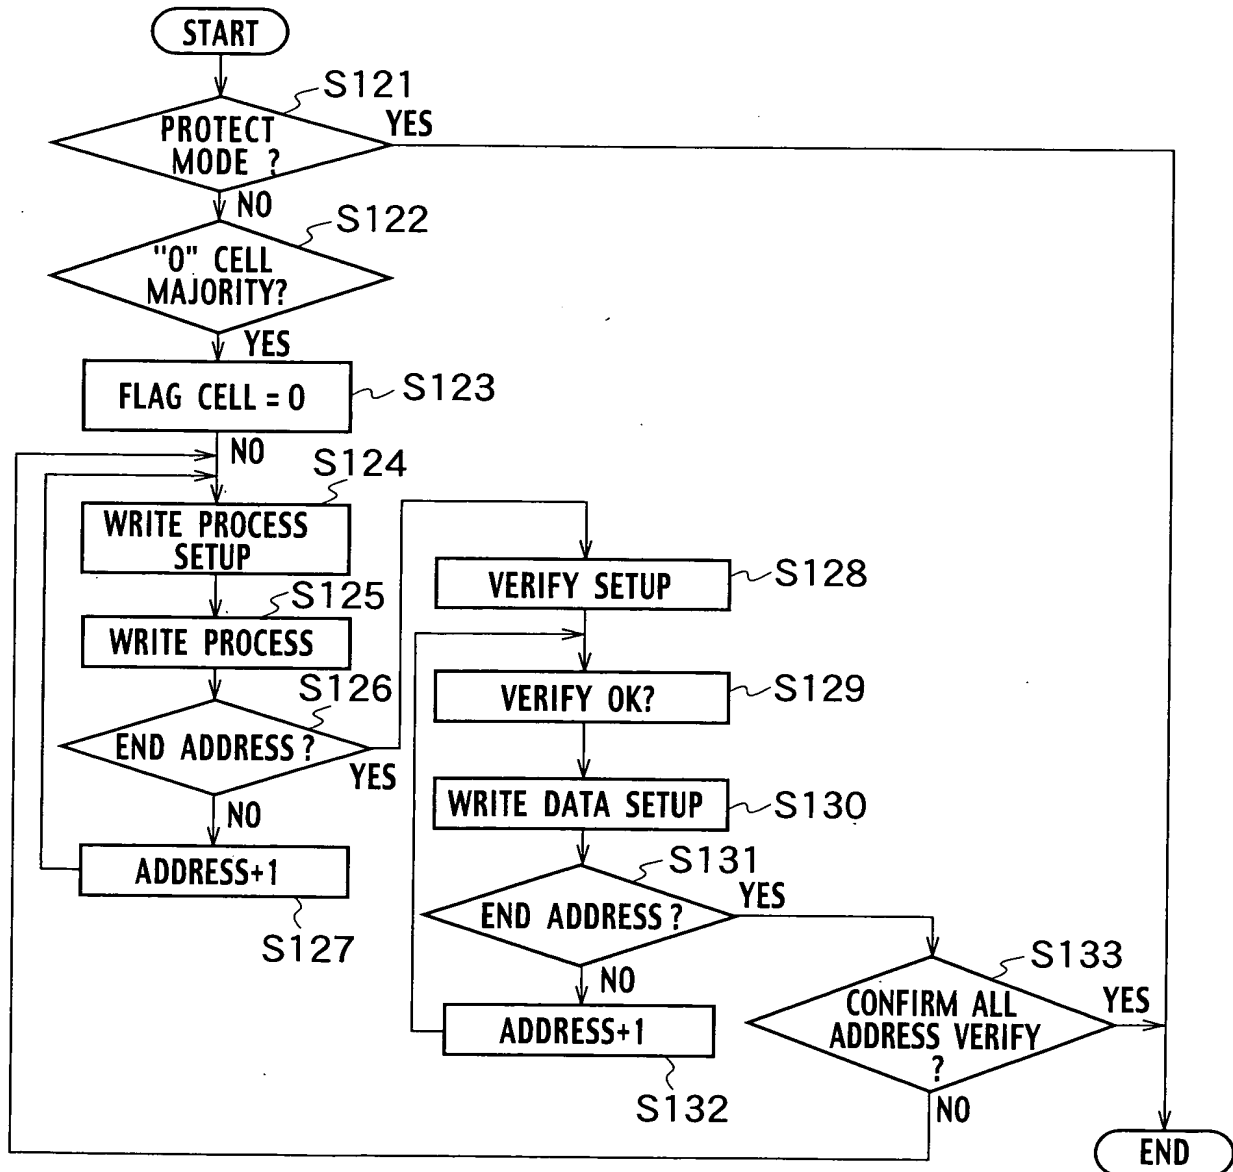 START
S121
PROTECT
MODE ?
YES
NO
S122
"0" CELL
MAJORITY?
YES
FLAG CELL = 0
S123
NO
S124
WRITE PROCESS
SETUP
S125
WRITE PROCESS
S126
END ADDRESS ?
YES
NO
ADDRESS+1
S127
VERIFY SETUP
S128
VERIFY OK?
S129
WRITE DATA SETUP
S130
S131
END ADDRESS ?
YES
NO
ADDRESS+1
S132
S133
CONFIRM ALL
ADDRESS VERIFY
?
YES
NO
END